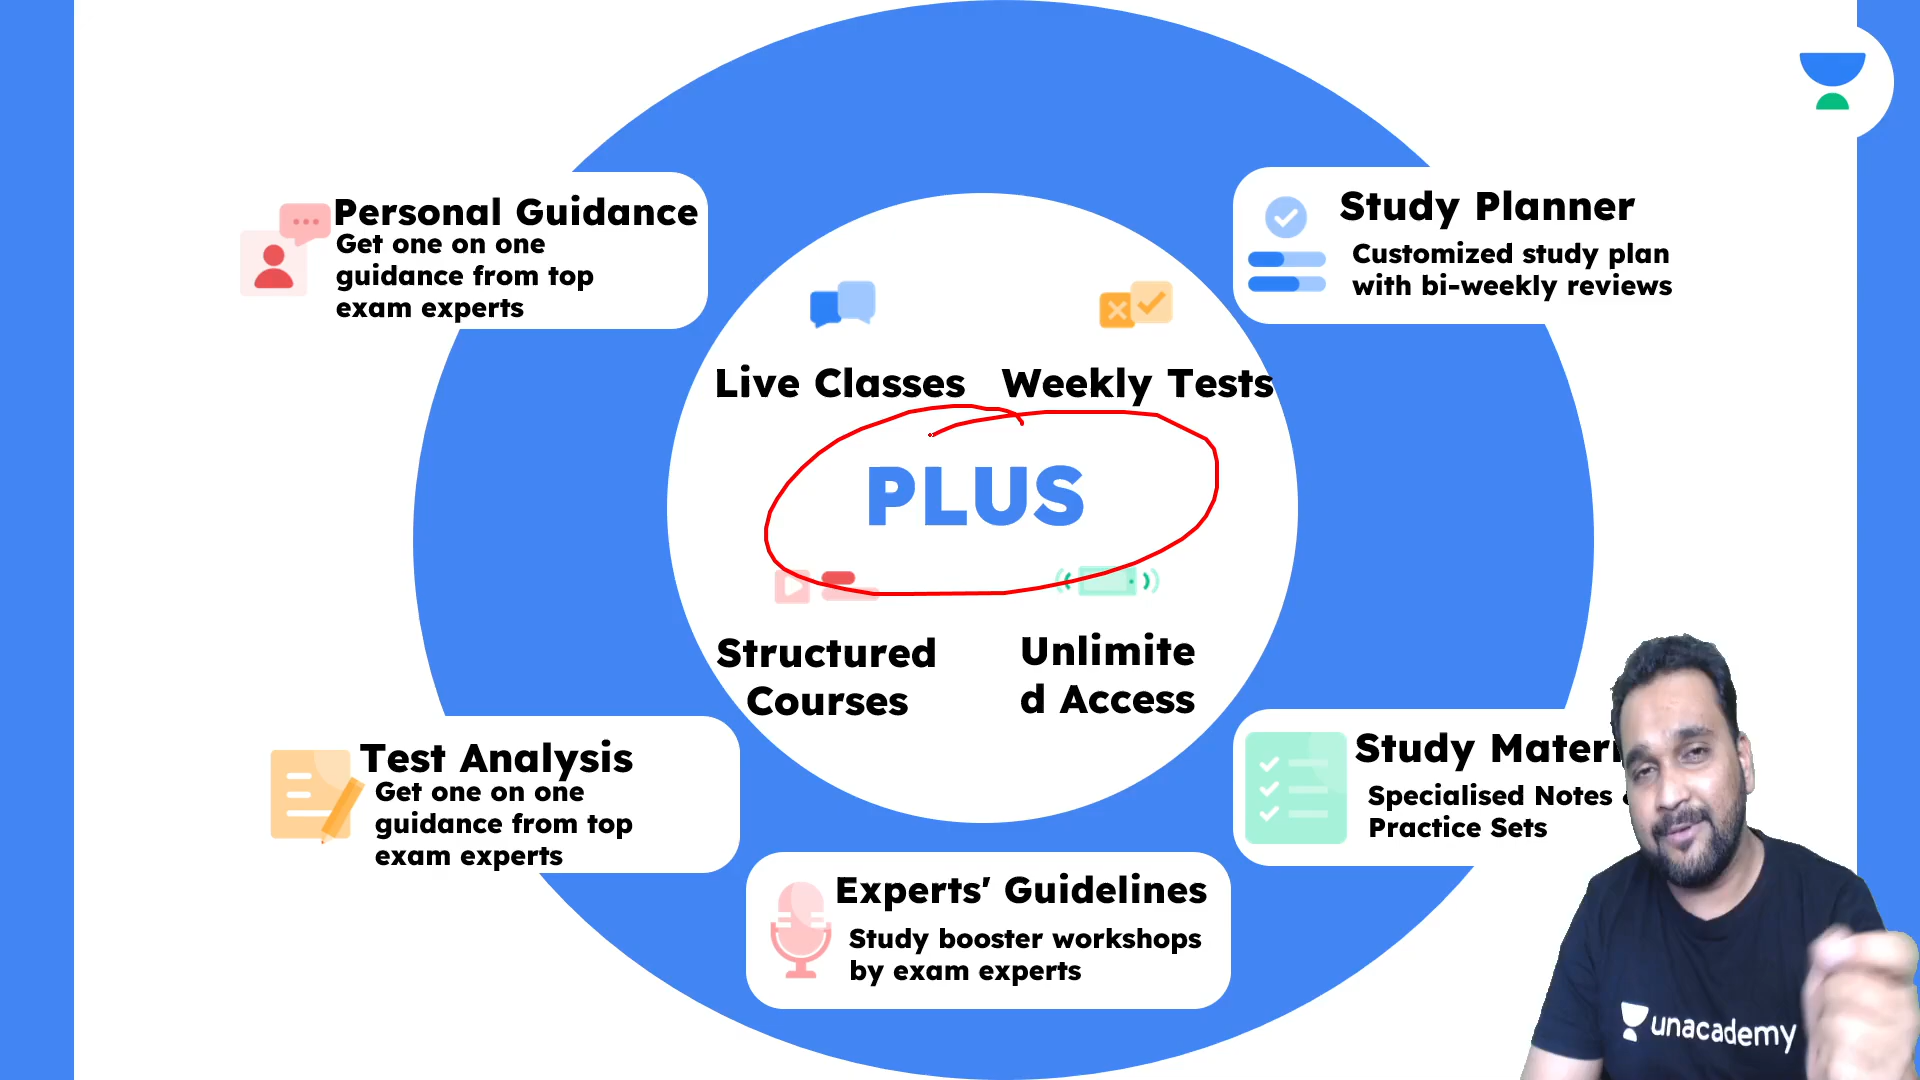 Personal Guidance
Get one on one
guidance from top
exam experts
Study Planner
Customized study plan
with bi-weekly reviews
Live Classes
Weekly Tests
PLUS
Structured
Courses
Unlimite
d Access
Test Analysis
Get one on one
guidance from top
exam experts
Study Materi
Specialised Notes
Practice Sets
Experts' Guidelines
Study booster workshops
by exam experts
unacademy